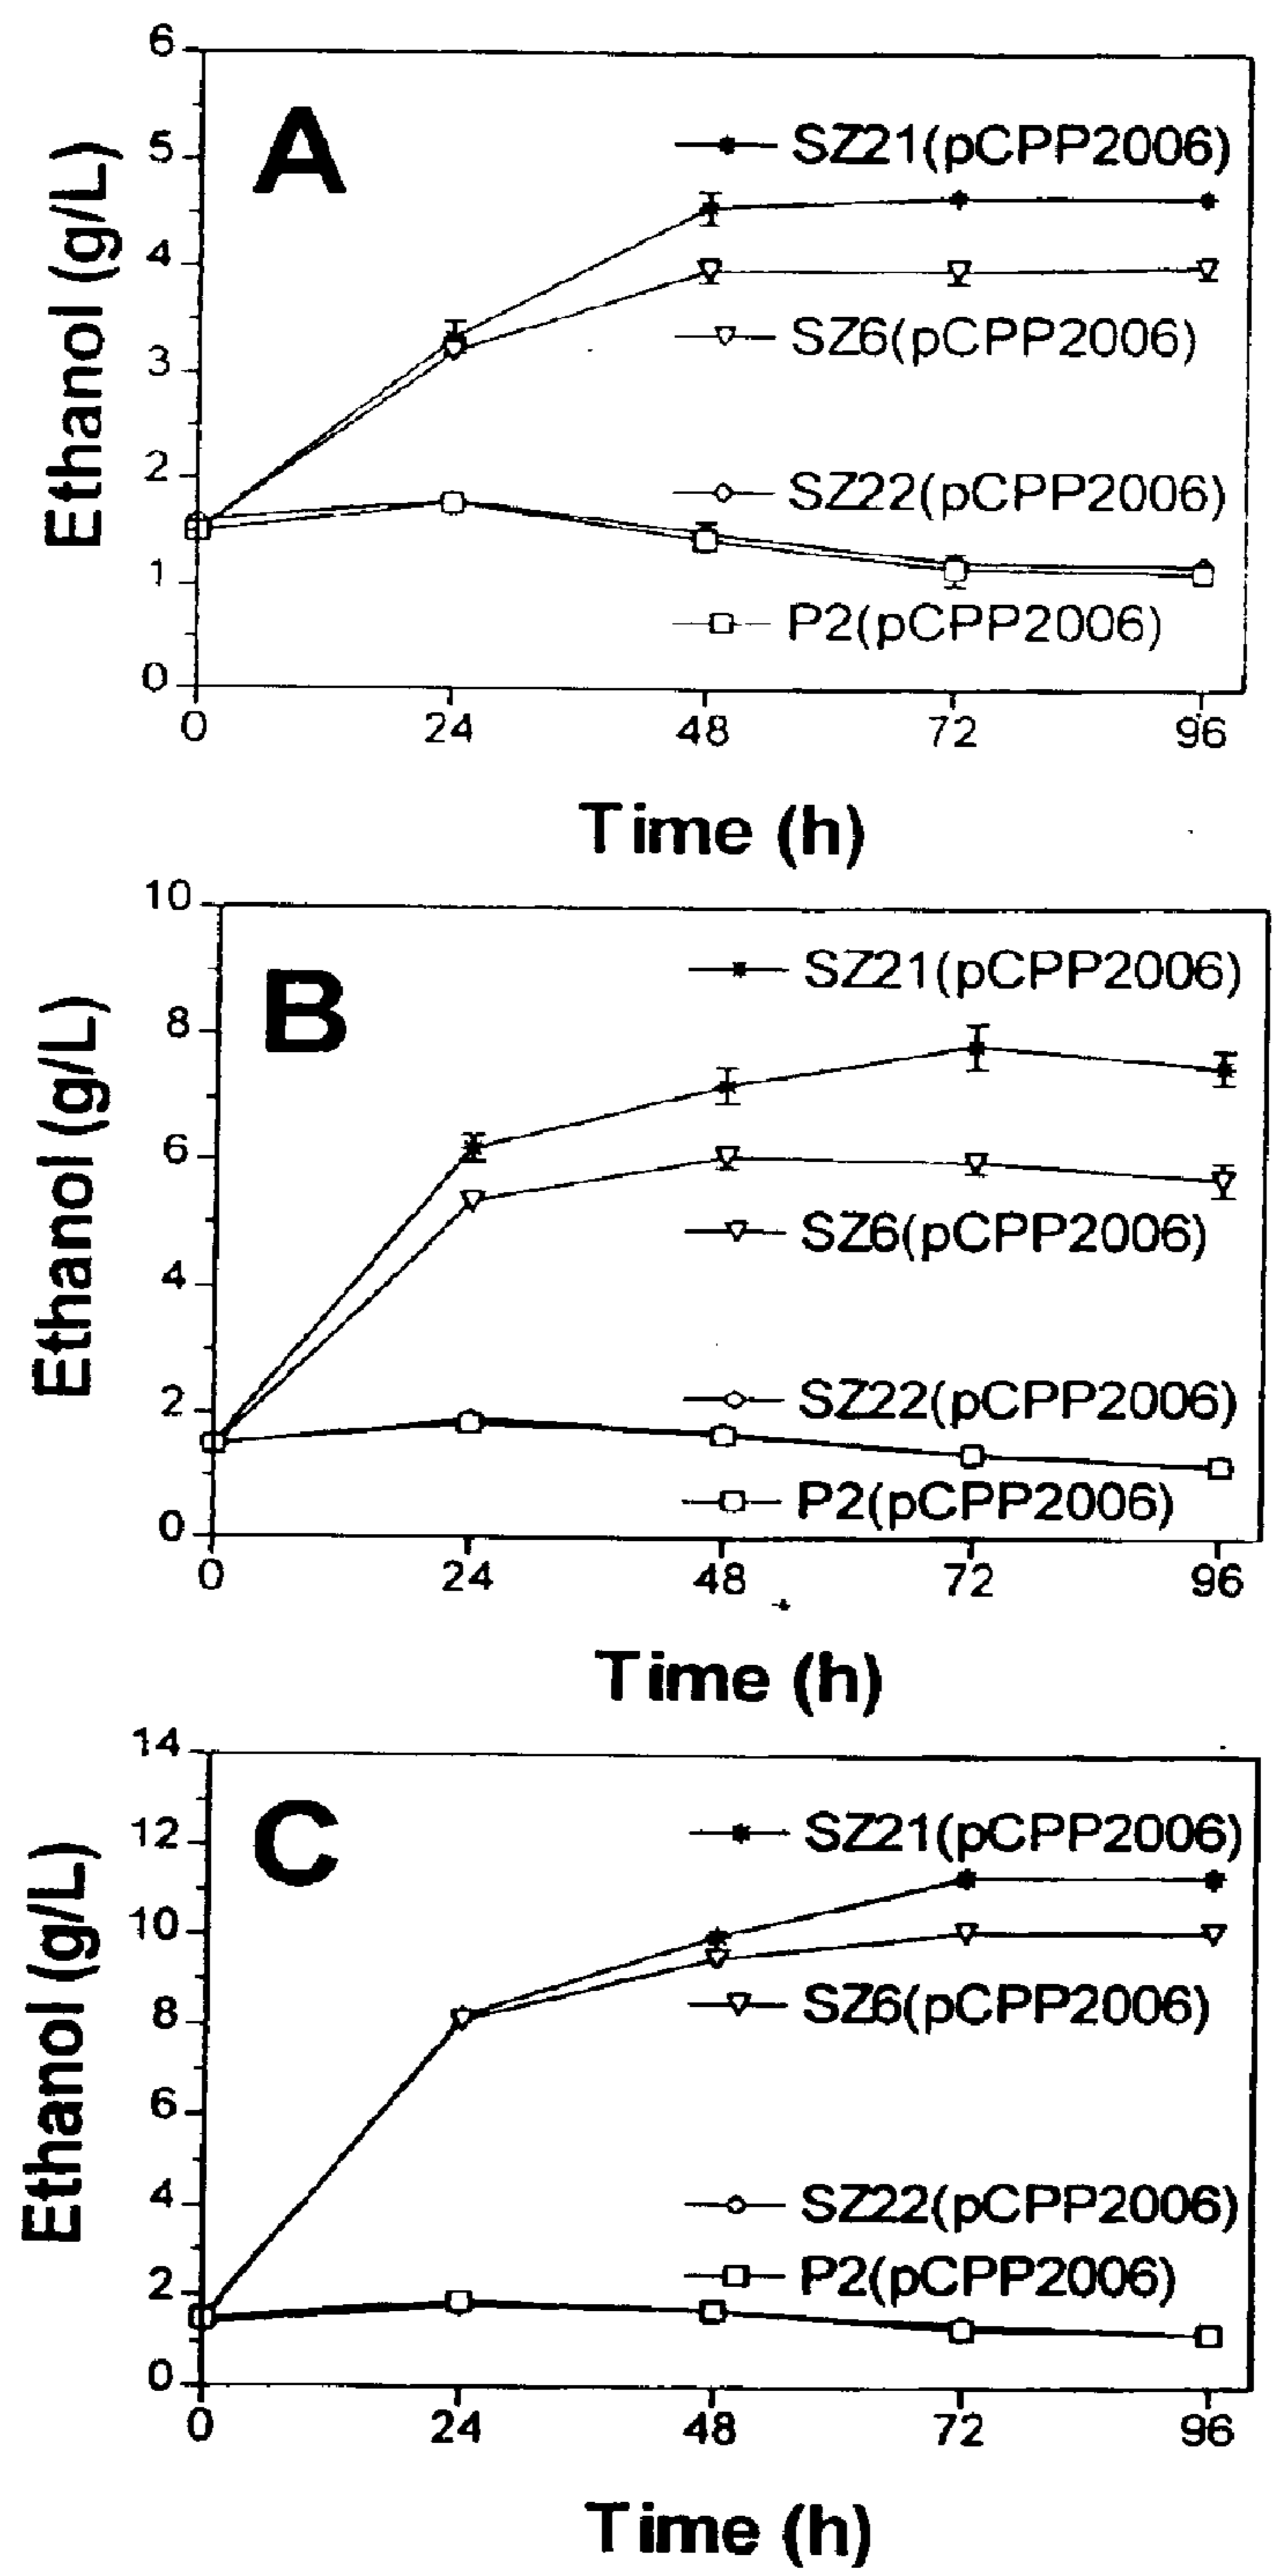 6
A
SZ21(pCPP2006)
5
4
SZ6(pCPP2006)
3
Ethanol (g/L)
2
SZ22(pCPP2006)
1
P2(pCPP2006)
0
0 24 48 72 96
Time (h)
10
SZ21(pCPP2006)
B
8
6
SZ6(pCPP2006)
Ethanol (g/L)
4
SZ22(pCPP2006)
2
P2(pCPP2006)
0
0 24 48 72 96
Time (h)
14
C
SZ21(pCPP2006)
12
10
SZ6(pCPP2006)
8
Ethanol (g/L)
6
4
SZ22(pCPP2006)
P2(pCPP2006)
2
0
0 24 48 72 96
Time (h)